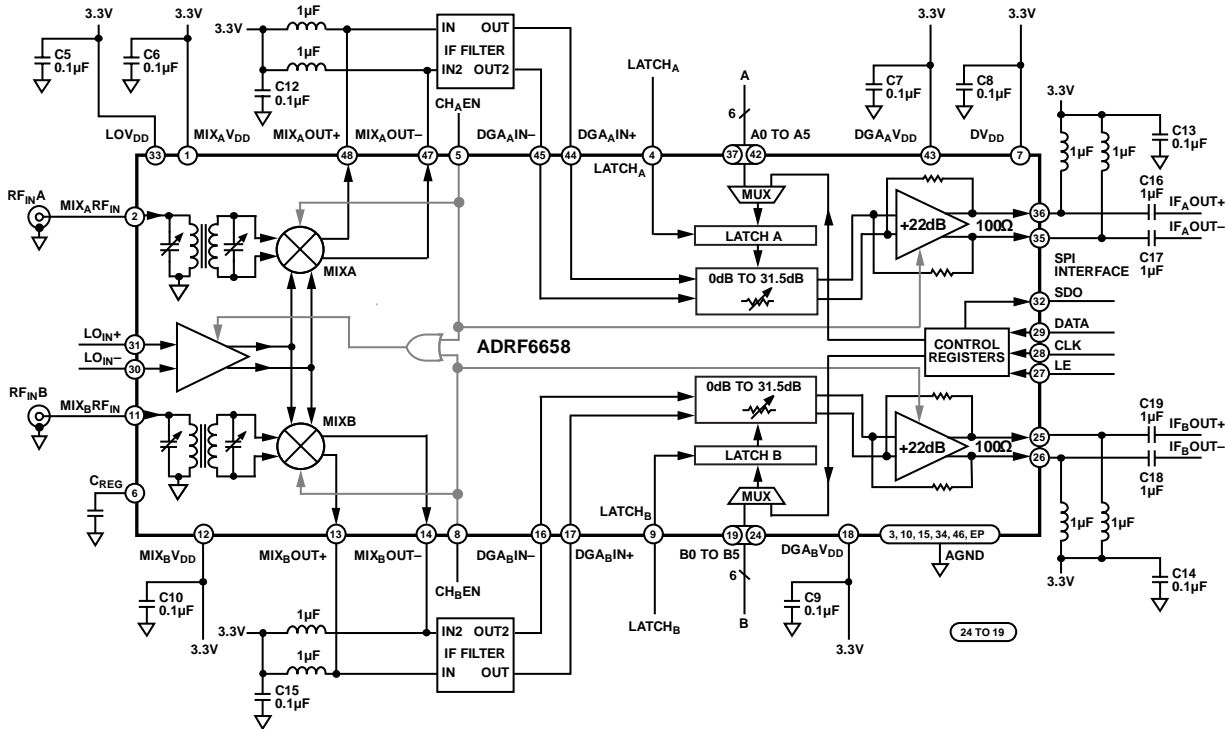 3.3V
3.3V
3.3V
1µF
1µF
IN OUT
IF FILTER
IN2 OUT2
C5
0.1µF
C6
0.1µF
C12
0.1µF
LATCHA
A
6
3.3V
3.3V
C7
0.1µF
C8
0.1µF
3.3V
C13
0.1µF
1µF
1µF
LOVDD
MIXAVDD
MIXAOUT+
MIXAOUT–
CHAEN
DGAAIN–
DGAAIN+
LATCHA
A0 TO A5
DGAAVDD
DVDD
33
1
48
47
5
45
44
4
37
42
43
7
RFINA
MIXARFIN
2
MIXA
MUX
LATCH A
0dB TO 31.5dB
+22dB
100Ω
36
35
C16
1µF
IFAOUT+
IFAOUT–
C17
1µF
SPI
INTERFACE
LOIN+
31
LOIN–
30
ADRF6658
CONTROL
REGISTERS
32
SDO
29
DATA
28
CLK
27
LE
RFINB
MIXBRFIN
11
MIXB
0dB TO 31.5dB
LATCH B
MUX
+22dB
100Ω
25
26
C19
1µF
IFBOUT+
IFBOUT–
C18
1µF
CREG
6
12
13
14
8
16
17
9
19
24
18
3, 10, 15, 34, 46, EP
AGND
MIXBVDD
MIXBOUT+
MIXBOUT–
CHBEN
DGABIN–
DGABIN+
LATCHB
B0 TO B5
DGABVDD
1µF
1µF
3.3V
C14
0.1µF
C10
0.1µF
3.3V
3.3V
1µF
1µF
C15
0.1µF
IN2 OUT2
IF FILTER
IN OUT
LATCHB
6
B
C9
0.1µF
3.3V
24 TO 19